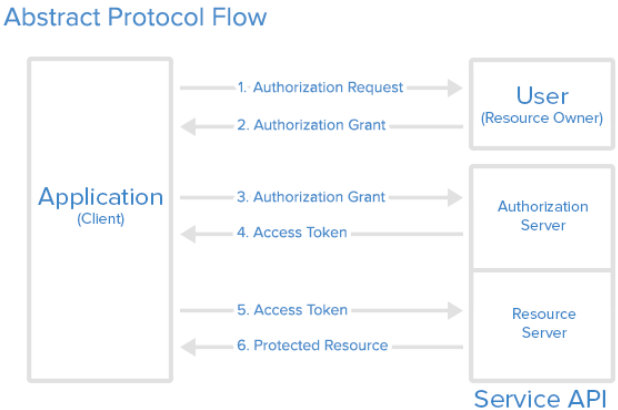 Abstract Protocol Flow
1. Authorization Request
User
(Resource Owner)
2. Authorization Grant
Application
(Client)
3. Authorization Grant
Authorization
Server
4. Access Token
5. Access Token
Resource
Server
6. Protected Resource
Service API